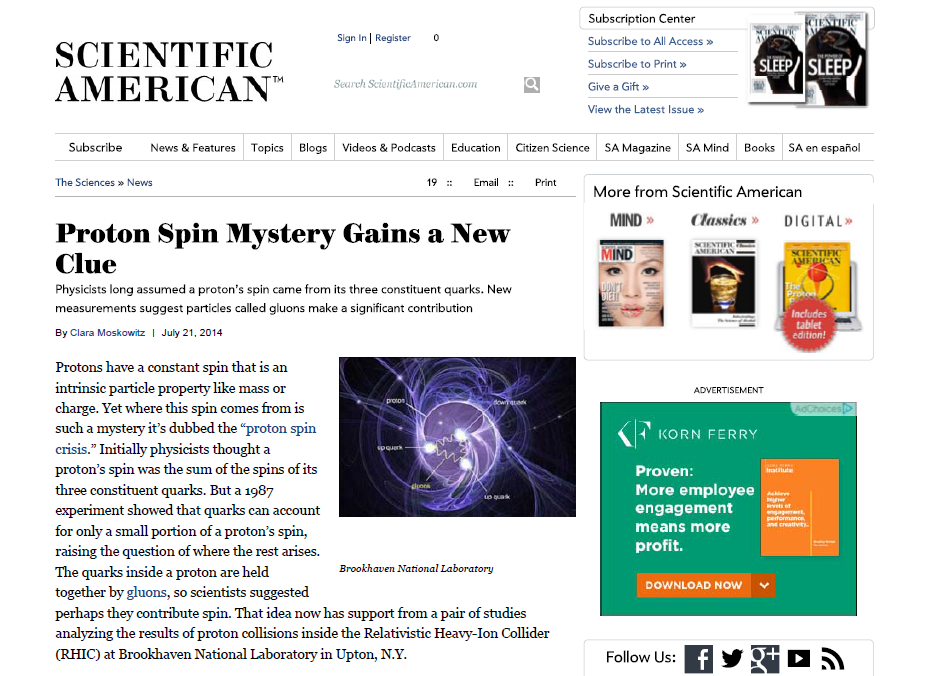 SCIENTIFIC
AMERICAN™
Sign In | Register 0
Search ScientificAmerican.com
Subscription Center
Subscribe to All Access »
Subscribe to Print »
Give a Gift »
View the Latest Issue »
SCIENTIFIC
SLEEP
SLEEP
Subscribe News & Features Topics Blogs Videos & Podcasts Education Citizen Science SA Magazine SA Mind Books SA en español
The Sciences » News
19 :: Email :: Print
Proton Spin Mystery Gains a New
Clue
Physicists long assumed a proton's spin came from its three constituent quarks. New
measurements suggest particles called gluons make a significant contribution
By Clara Moskowitz | July 21, 2014
Protons have a constant spin that is an
intrinsic particle property like mass or
charge. Yet where this spin comes from is
such a mystery it's dubbed the “proton spin
crisis.” Initially physicists thought a
proton's spin was the sum of the spins of its
three constituent quarks. But a 1987
experiment showed that quarks can account
for only a small portion of a proton's spin,
raising the question of where the rest arises.
The quarks inside a proton are held
together by gluons, so scientists suggested
perhaps they contribute spin. That idea now has support from a pair of studies
analyzing the results of proton collisions inside the Relativistic Heavy-Ion Collider
(RHIC) at Brookhaven National Laboratory in Upton, N.Y.
proton
down quark
up quark
gluons
up quark
Brookhaven National Laboratory
More from Scientific American
MIND »
Classics »
DIGITAL »
MIND
DON'T
SCIENTIFIC
AMERICAN
SCIENTIFIC
AMERICAN
The
Proton
Includes
tablet
edition!
ADVERTISEMENT
AdChoices
KORN FERRY
Proven:
More employee
engagement
means more
profit.
Institute
Achieve
higher
levels of
engagement,
performance,
and creativity.
DOWNLOAD NOW
Follow Us: